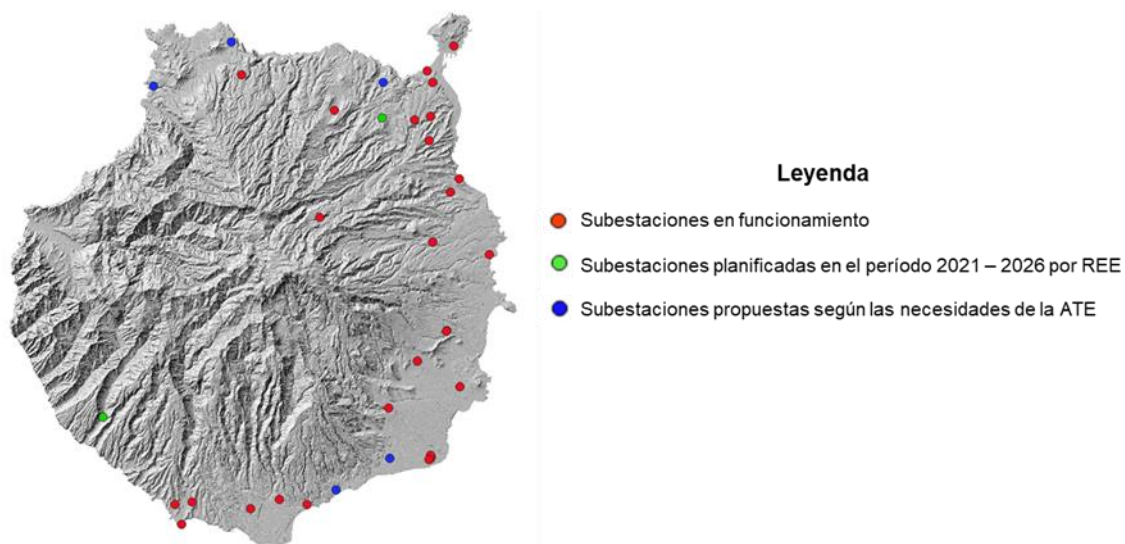 Leyenda
Subestaciones en funcionamiento
Subestaciones planificadas en el período 2021 – 2026 por REE
Subestaciones propuestas según las necesidades de la ATE